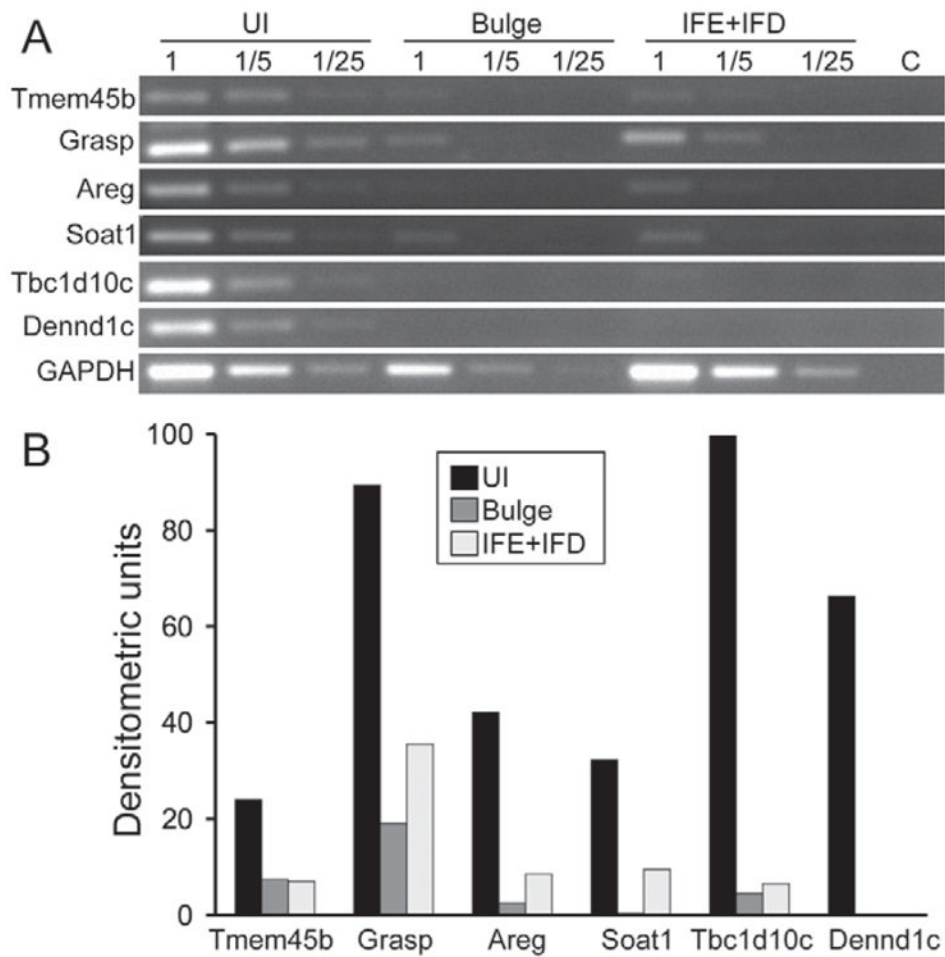 A
UI Bulge IFE+IFD
1 1/5 1/25 1 1/5 1/25 1 1/5 1/25 C
Tmem45b
Grasp
Areg
Soat1
Tbc1d10c
Dennd1c
GAPDH
B
Densitometric units
100
80
60
40
20
0
UI
Bulge
IFE+IFD
Tmem45b Grasp Areg Soat1 Tbc1d10c Dennd1c